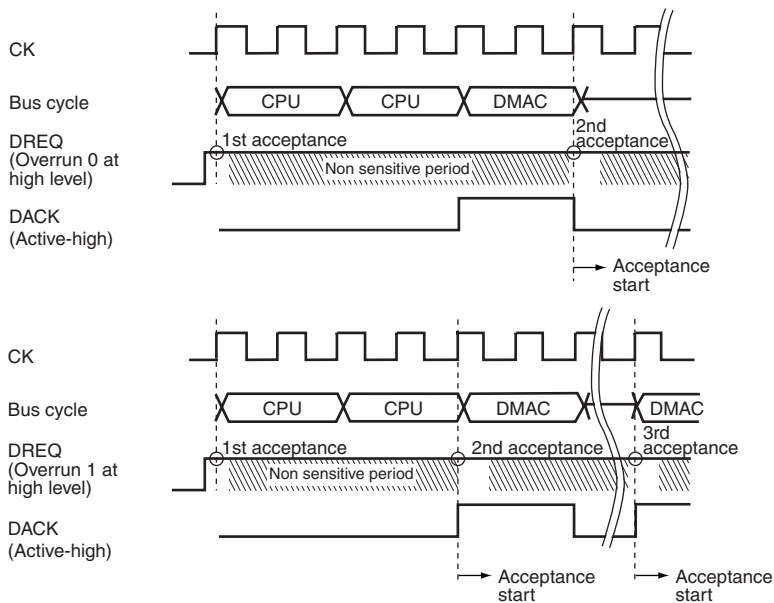 CK
Bus cycle
CPU CPU DMAC
DREQ
(Overrun 0 at
high level)
1st acceptance
2nd
acceptance
Non sensitive period
DACK
(Active-high)
Acceptance
start
CK
Bus cycle
CPU CPU DMAC DMAC
DREQ
(Overrun 1 at
high level)
1st acceptance
2nd acceptance
3rd
acceptance
Non sensitive period
DACK
(Active-high)
Acceptance
start
Acceptance
start